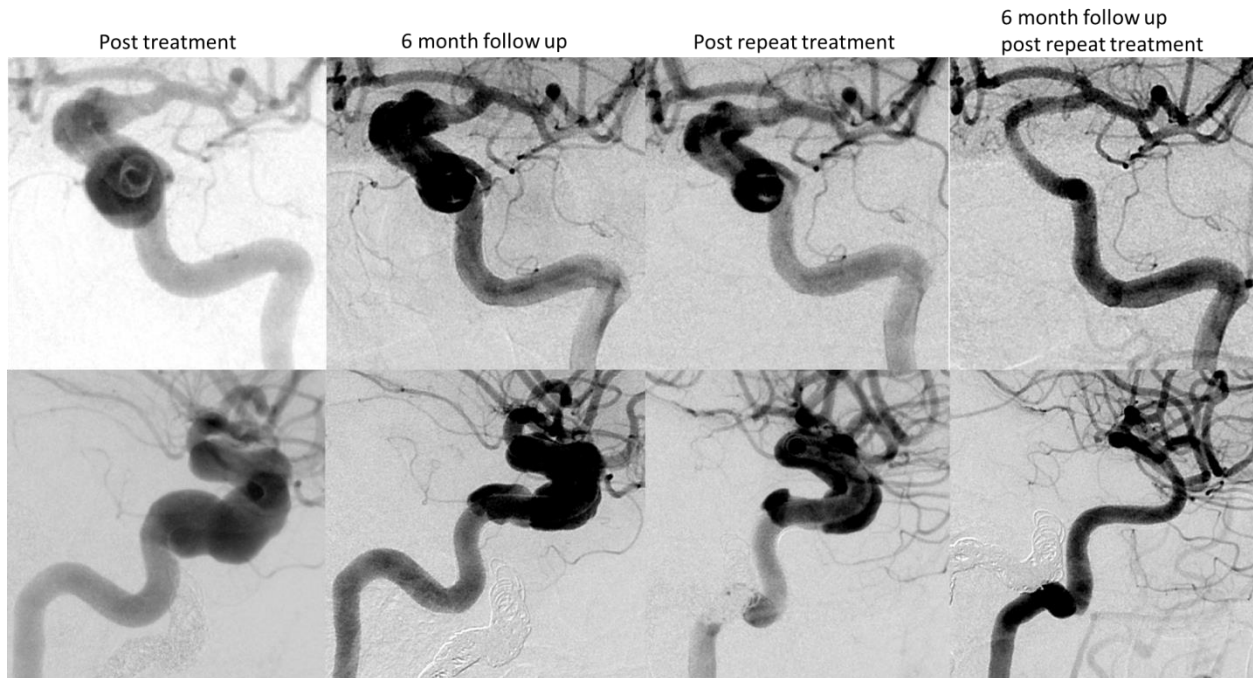 Post treatment
6 month follow up
Post repeat treatment
6 month follow up
post repeat treatment